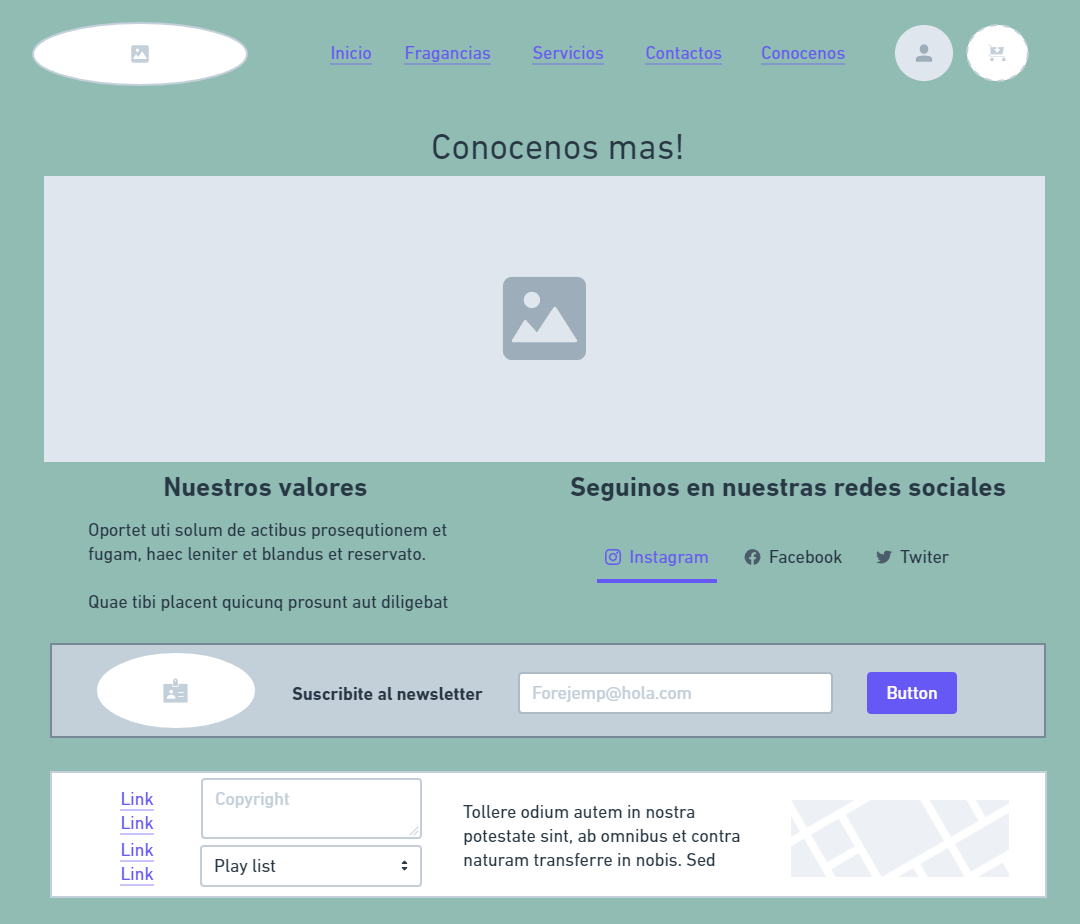 Inicio Fragancias Servicios Contactos Conocenos
Conocenos mas!
Nuestros valores
Oportet uti solum de actibus prosequtionem et
fugam, haec leniter et blandus et reservato.
Quae tibi placent quicunq prosunt aut diligebat
Seguinos en nuestras redes sociales
Instagram Facebook Twiter
Suscribite al newsletter
Forejemp@hola.com
Button
Link
Link
Link
Link
Copyright
Play list
Tollere odium autem in nostra
potestate sint, ab omnibus et contra
naturam transferre in nobis. Sed